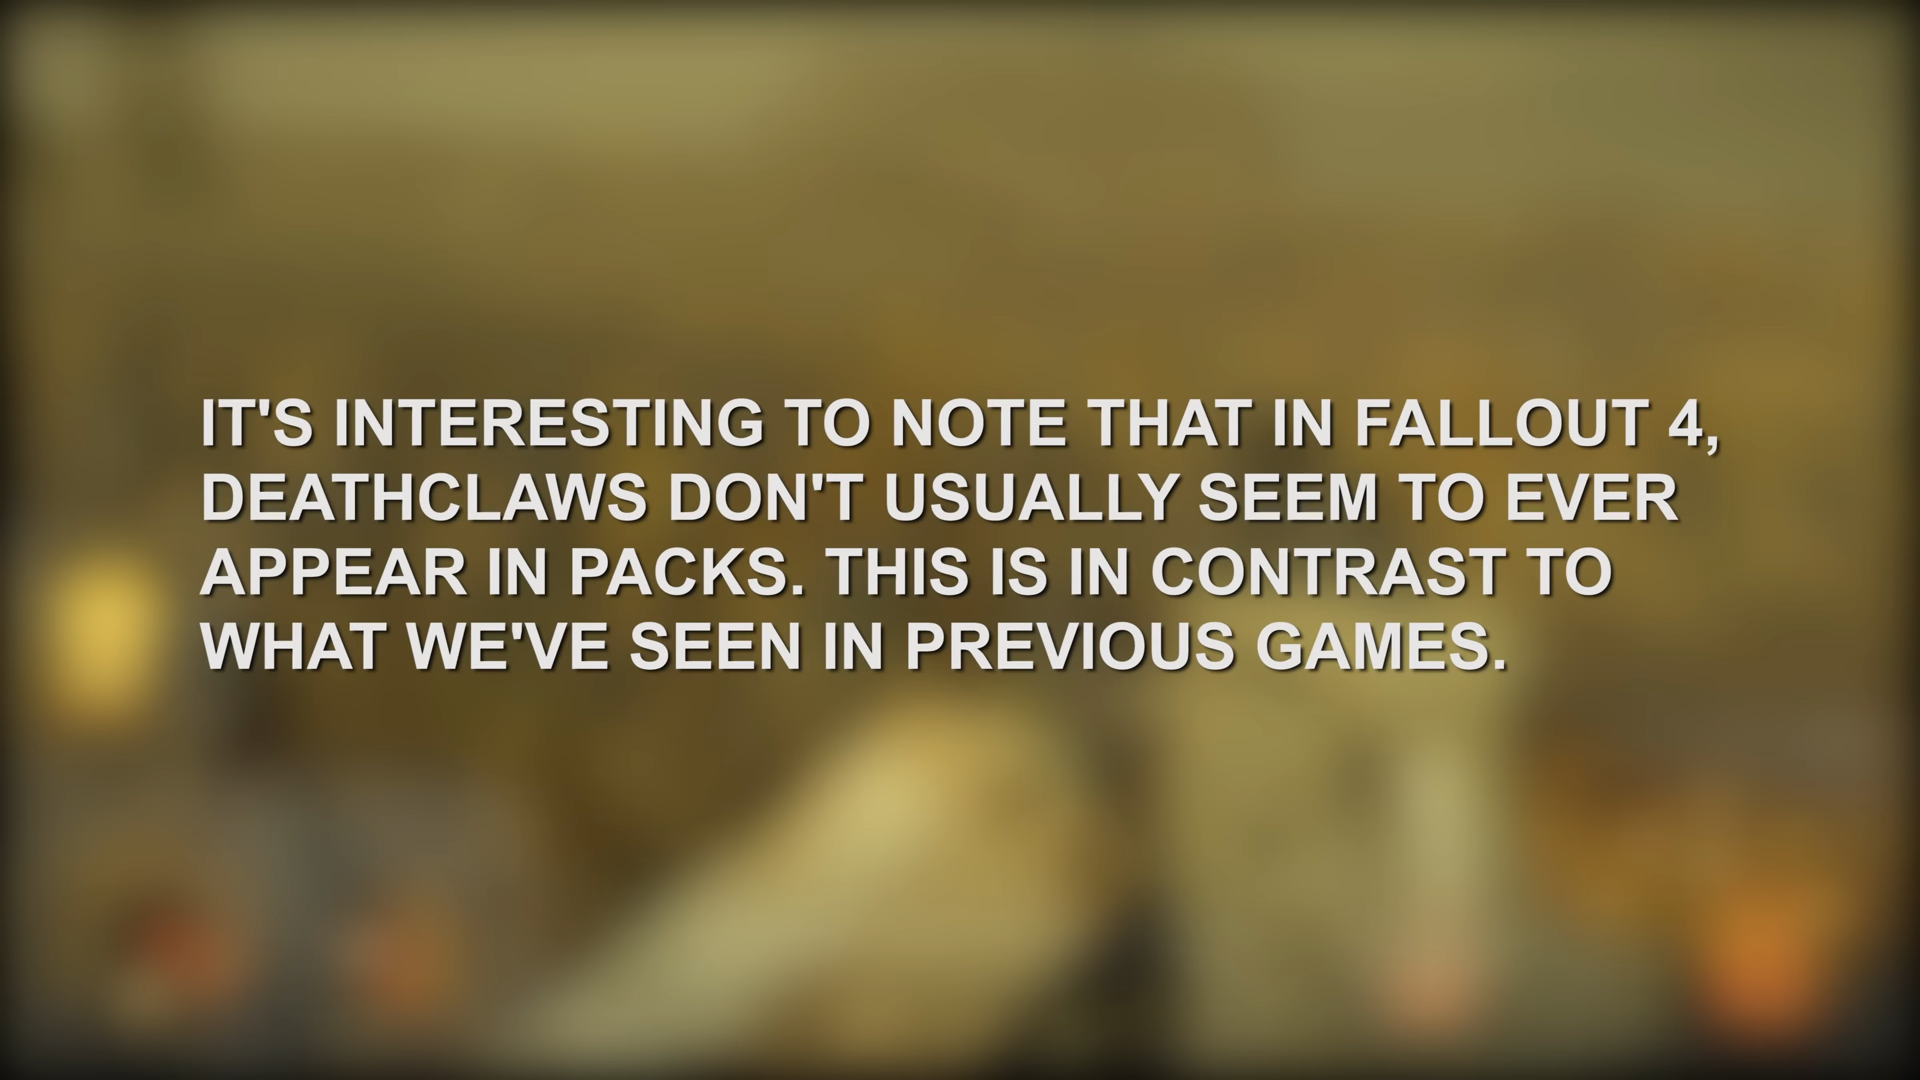 IT'S INTERESTING TO NOTE THAT IN FALLOUT 4,
DEATHCLAWS DON'T USUALLY SEEM TO EVER
APPEAR IN PACKS. THIS IS IN CONTRAST TO
WHAT WE'VE SEEN IN PREVIOUS GAMES.